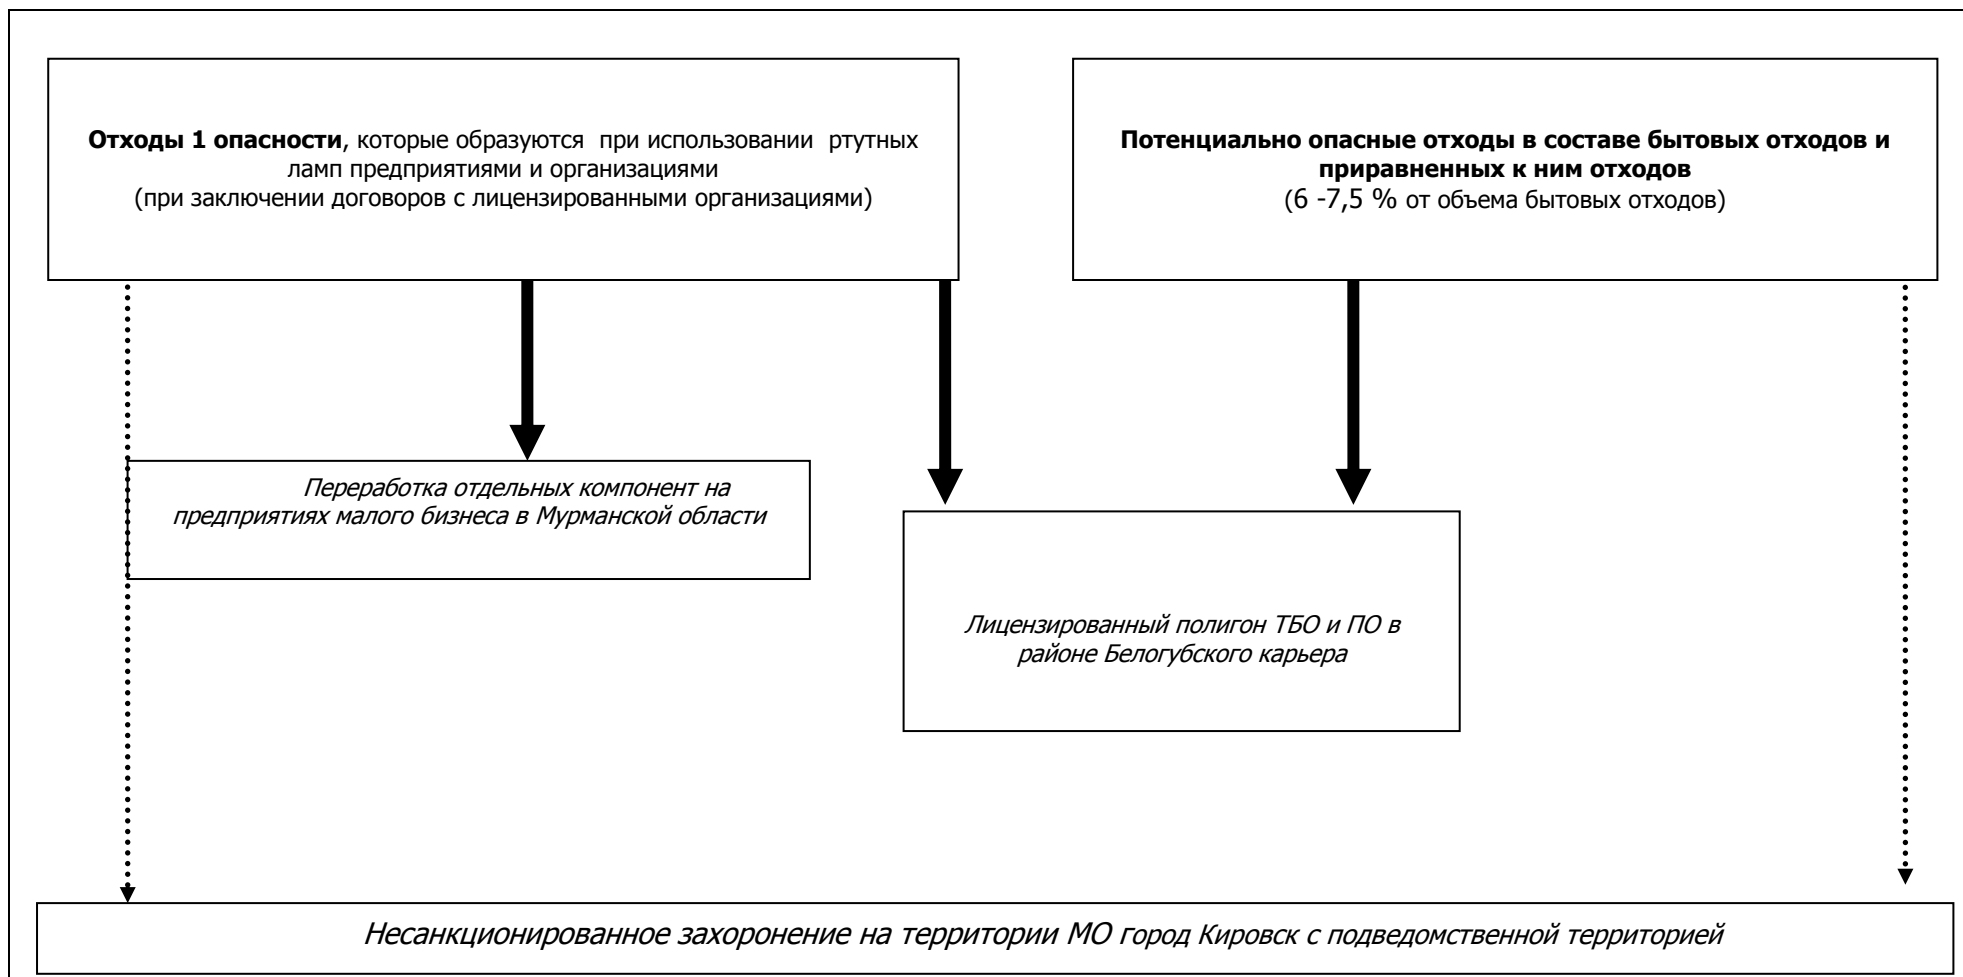 Отходы 1 опасности, которые образуются при использовании ртутных
ламп предприятиями и организациями
(при заключении договоров с лицензированными организациями)
Потенциально опасные отходы в составе бытовых отходов и
приравненных к ним отходов
(6 -7,5 % от объема бытовых отходов)
Переработка отдельных компонент на
предприятиях малого бизнеса в Мурманской области
Лицензированный полигон ТБО и ПО в
районе Белогубского карьера
Несанкционированное захоронение на территории МО город Кировск с подведомственной территорией